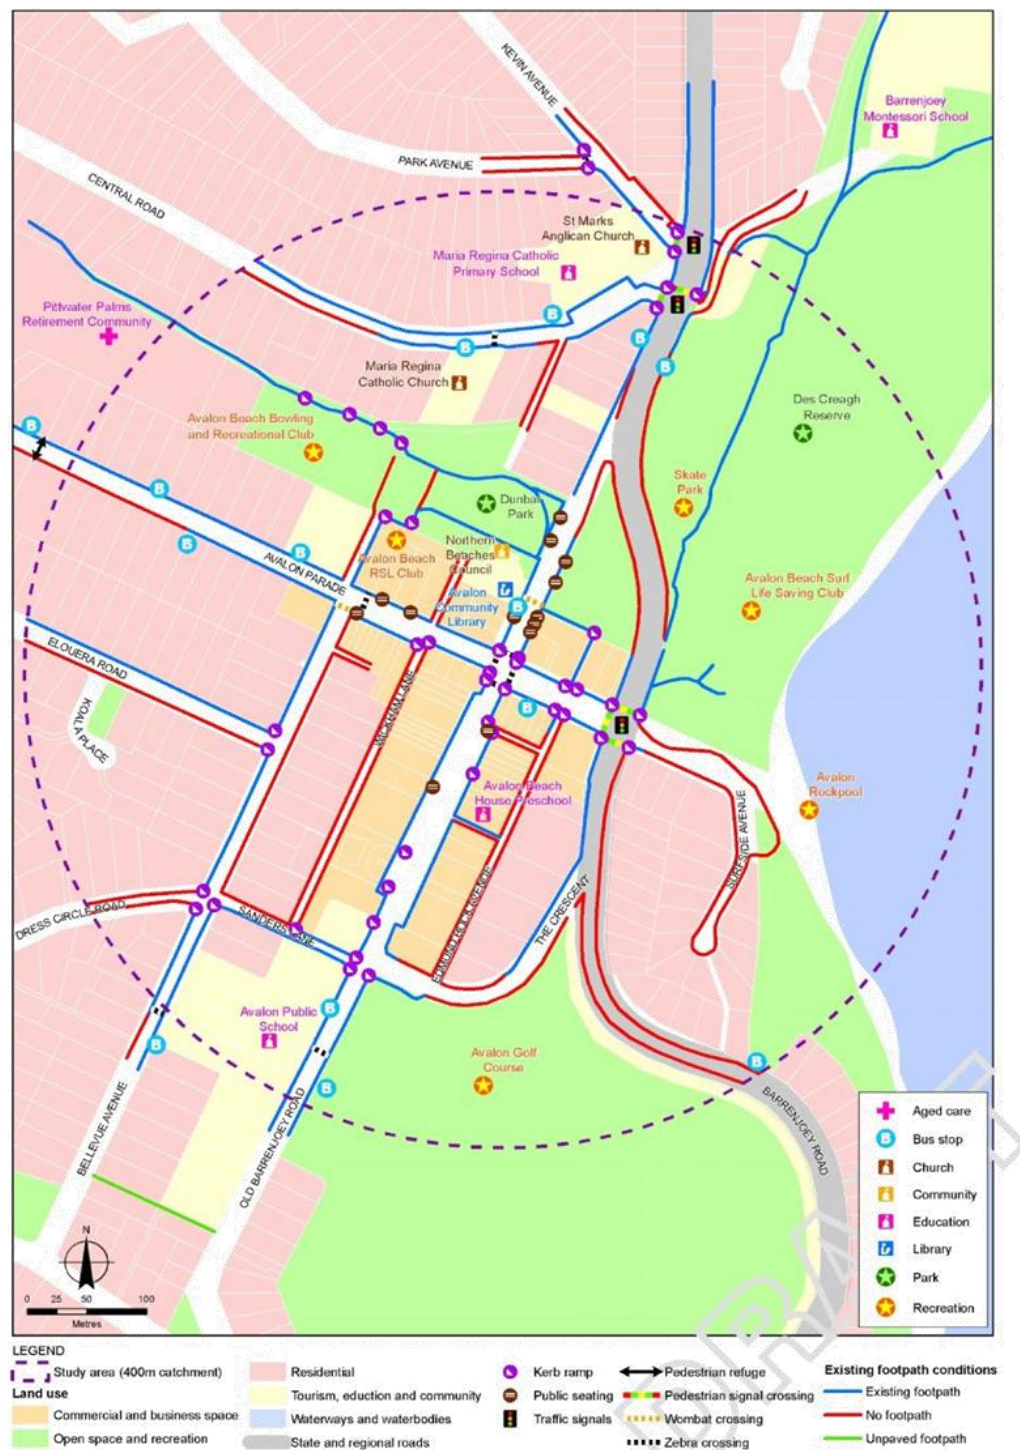 KEVIN AVENUE
Barrenjoey
Montessori School
PARK AVENUE
CENTRAL ROAD
St Marks
Anglican Church
Maria Regina Catholic
Primary School
Pittwater Palms
Retirement Community
B
B
B
B
Maria Regina
Catholic Church
Des Creagh
Reserve
Avalon Beach Bowling
and Recreational Club
B
Skate
Park
B
Dunbar
Park
B
B
Northern
Beaches
Council
Avalon Beach
RSL Club
AVALON PARADE
Avalon
Community
Library
B
Avalon Beach Surf
Life Saving Club
ELOUERA ROAD
KOALA PLACE
WICKHAM LANE
B
Avalon Beach
House Preschool
Avalon
Rockpool
SURFSIDE AVENUE
DRESS CIRCLE ROAD
SANDERS LANE
EDMUND HOCK AVENUE
THE CRESCENT
Avalon Public
School
B
B
B
Avalon Golf
Course
B
BARRENJOEY ROAD
BELLEVUE AVENUE
OLD BARRENJOEY ROAD
Aged care
B Bus stop
Church
Community
Education
Library
Park
Recreation
N
0 25 50 100
Metres
DRAFT
LEGEND
Study area (400m catchment)
Land use
Commercial and business space
Open space and recreation
Residential
Tourism, eduction and community
Waterways and waterbodies
State and regional roads
Kerb ramp
Public seating
Traffic signals
Pedestrian refuge
Pedestrian signal crossing
Wombat crossing
Zebra crossing
Existing footpath conditions
Existing footpath
No footpath
Unpaved footpath